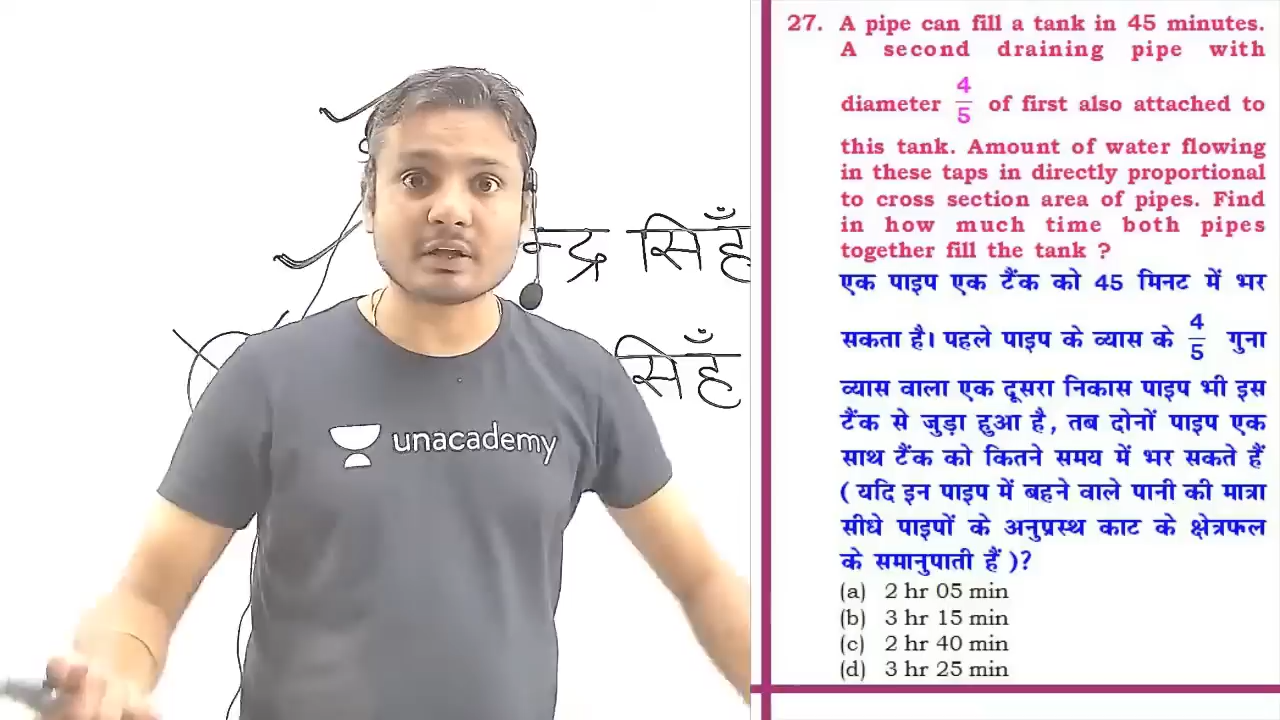 न्द्र सिहँ
सिहँ
unacademy
27. A pipe can fill a tank in 45 minutes.
A second draining pipe with
diameter 4/5 of first also attached to
this tank. Amount of water flowing
in these taps in directly proportional
to cross section area of pipes. Find
in how much time both pipes
together fill the tank ?
एक पाइप एक टैंक को 45 मिनट में भर
सकता है। पहले पाइप के व्यास के 4/5 गुना
व्यास वाला एक दूसरा निकास पाइप भी इस
टैंक से जुड़ा हुआ है, तब दोनों पाइप एक
साथ टैंक को कितने समय में भर सकते हैं
(यदि इन पाइप में बहने वाले पानी की मात्रा
सीधे पाइपों के अनुप्रस्थ काट के क्षेत्रफल
के समानुपाती हैं)?
(a) 2 hr 05 min
(b) 3 hr 15 min
(c) 2 hr 40 min
(d) 3 hr 25 min